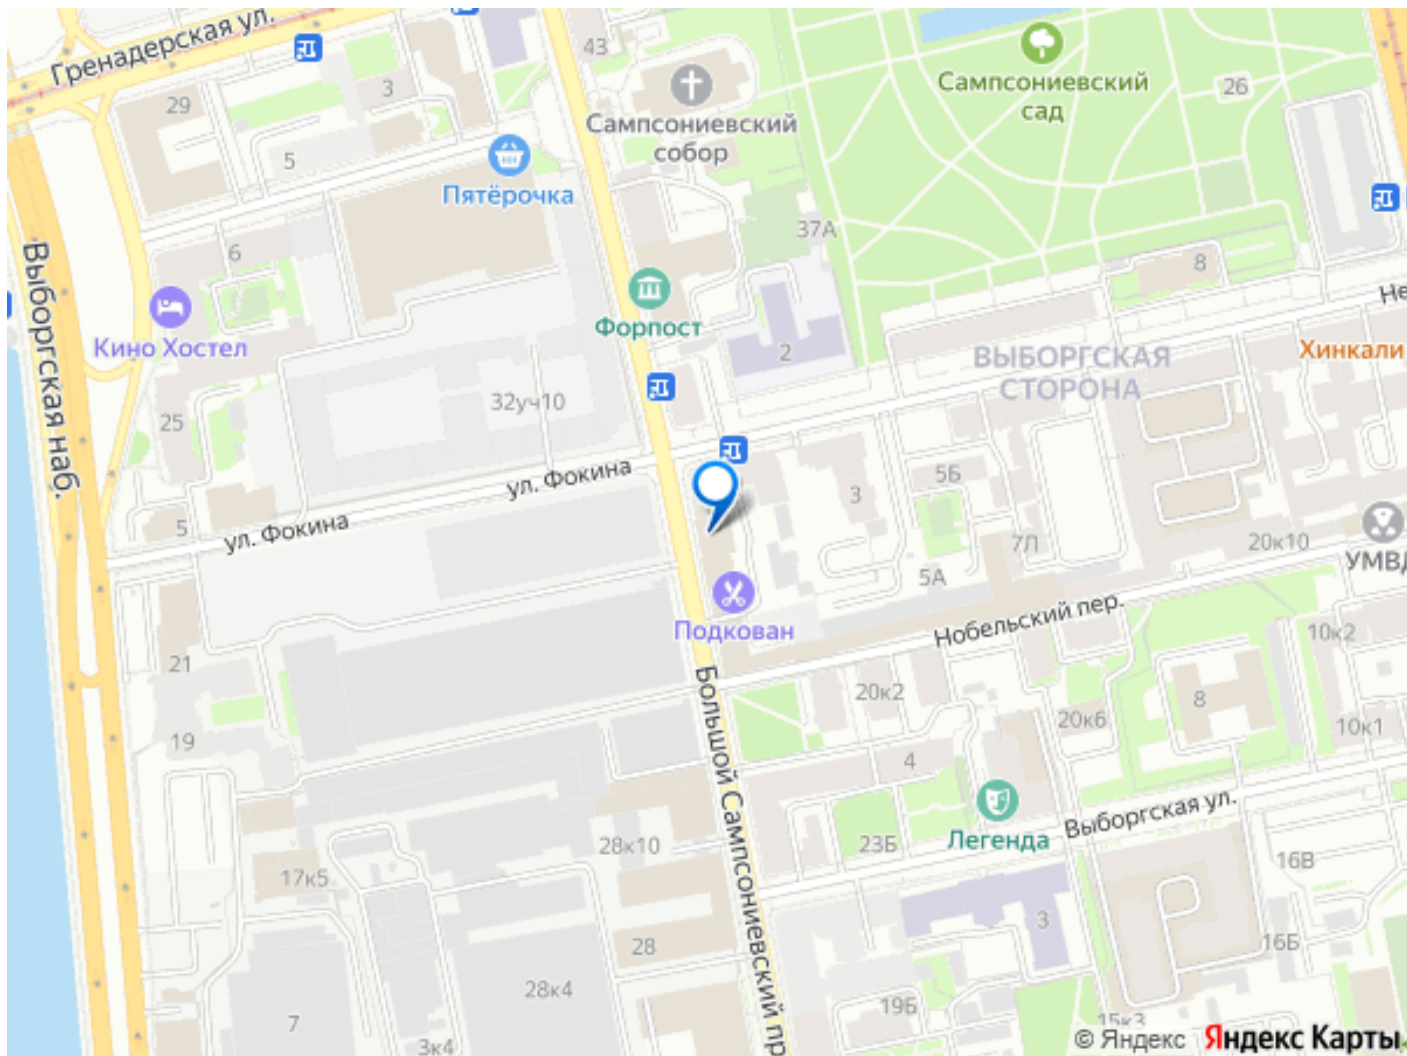 Гренадерская ул.
43
29
3
5
Сампсониевский
собор
Сампсониевский
сад
26
Пятёрочка
37А
6
8
Выборгская наб.
Кино Хостел
Форпост
2
Не
ВЫБОРГСКАЯ
СТОРОНА
Хинкали
25
32уч10
ул. Фокина
5
ул. Фокина
3
5Б
7Л
20к10
УМВД
5А
Подкован
Нобельский пер.
10к2
21
20к2
20к6
8
10к1
19
4
Большой Сампсониевский пр
Легенда
Выборгская ул.
28к10
23Б
16В
17к5
3
28
16Б
28к4
19Б
7
3к4
15к3
© Яндекс Яндекс Карты